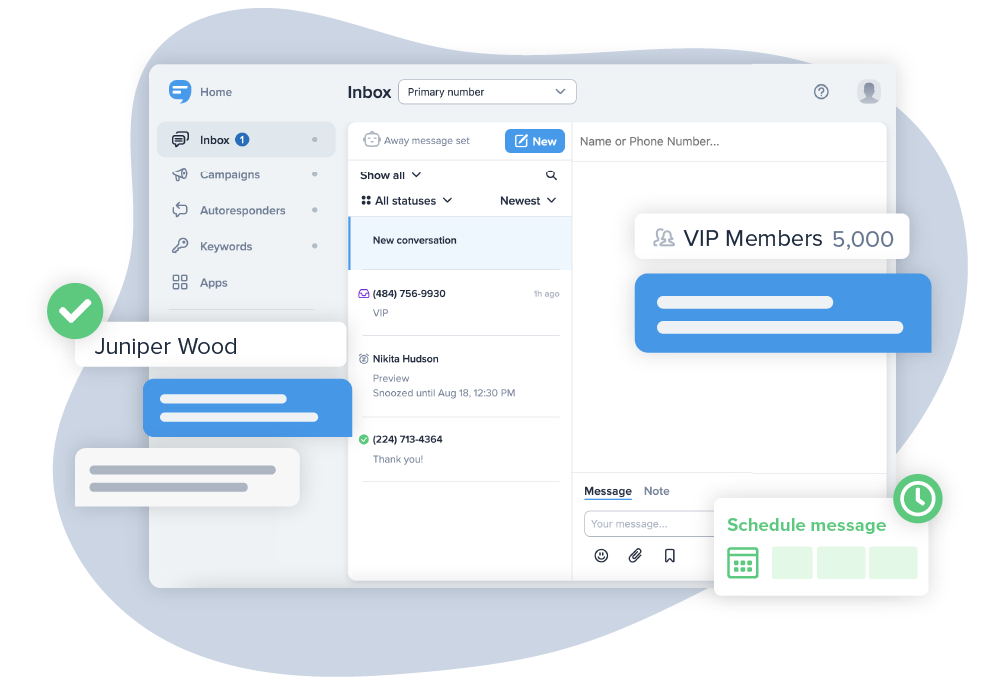 Home
Inbox
Primary number
Inbox 1
Campaigns
Autoresponders
Keywords
Apps
Away message set
New
Name or Phone Number...
Show all
All statuses
Newest
New conversation
(484) 756-9930
1h ago
VIP
Nikita Hudson
Preview
Snoozed until Aug 18, 12:30 PM
(224) 713-4364
Thank you!
Juniper Wood
VIP Members 5,000
Message Note
Your message...
Schedule message